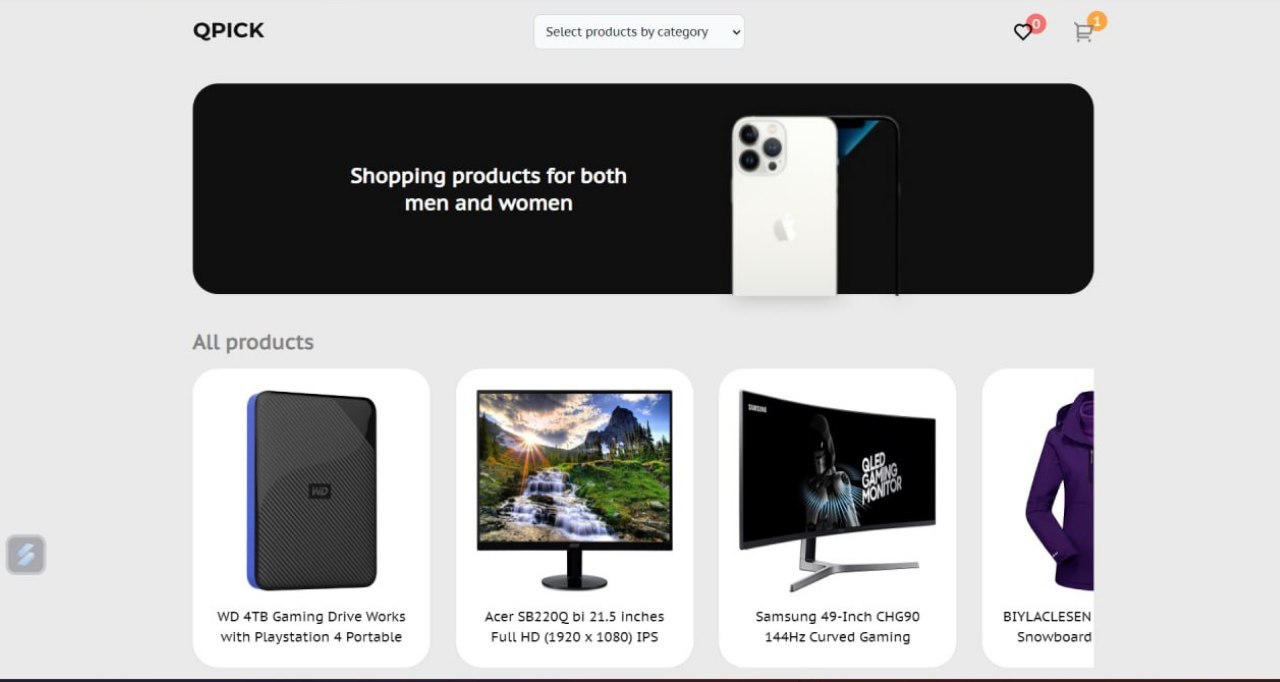 QPICK
Select products by category
0
1
Shopping products for both
men and women
All products
SAMSUNG
QLED
GAMING
MONITOR
WD
WD 4TB Gaming Drive Works
with Playstation 4 Portable
Acer SB220Q bi 21.5 inches
Full HD (1920 x 1080) IPS
Samsung 49-Inch CHG90
144Hz Curved Gaming
BIYLACLESEN
Snowboard